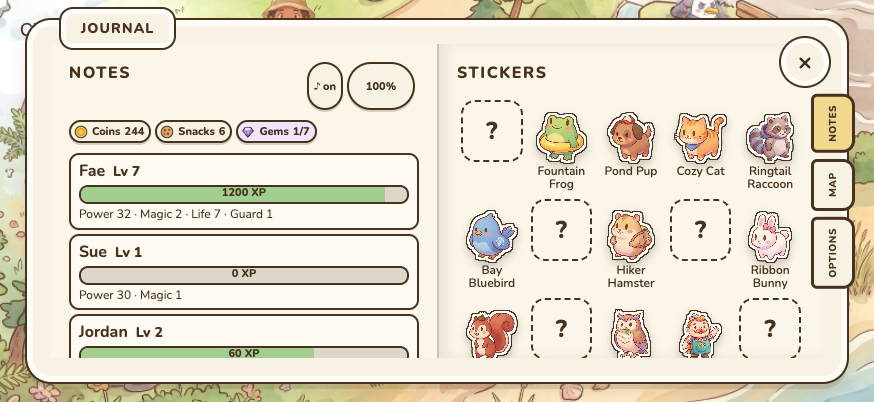 JOURNAL
NOTES
♪ on
100%
Coins 244
Snacks 6
Gems 1/7
Fae Lv 7
1200 XP
Power 32 · Magic 2 · Life 7 · Guard 1
Sue Lv 1
0 XP
Power 30 · Magic 1
Jordan Lv 2
60 XP
STICKERS
×
?
Fountain Frog
Pond Pup
Cozy Cat
Ringtail Raccoon
Bay Bluebird
?
Hiker Hamster
?
Ribbon Bunny
?
?
NOTES
MAP
OPTIONS